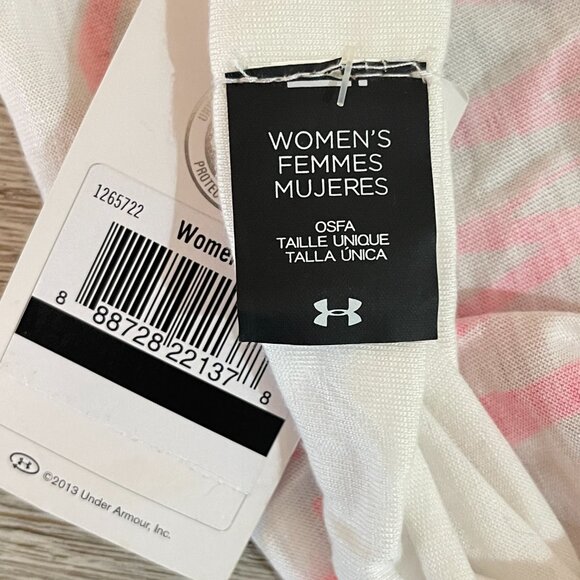 WOMEN'S
FEMMES
MUJERES
OSFA
TAILLE UNIQUE
TALLA ÚNICA
1265722
Women
8 88728 22137 8
©2013 Under Armour, Inc.